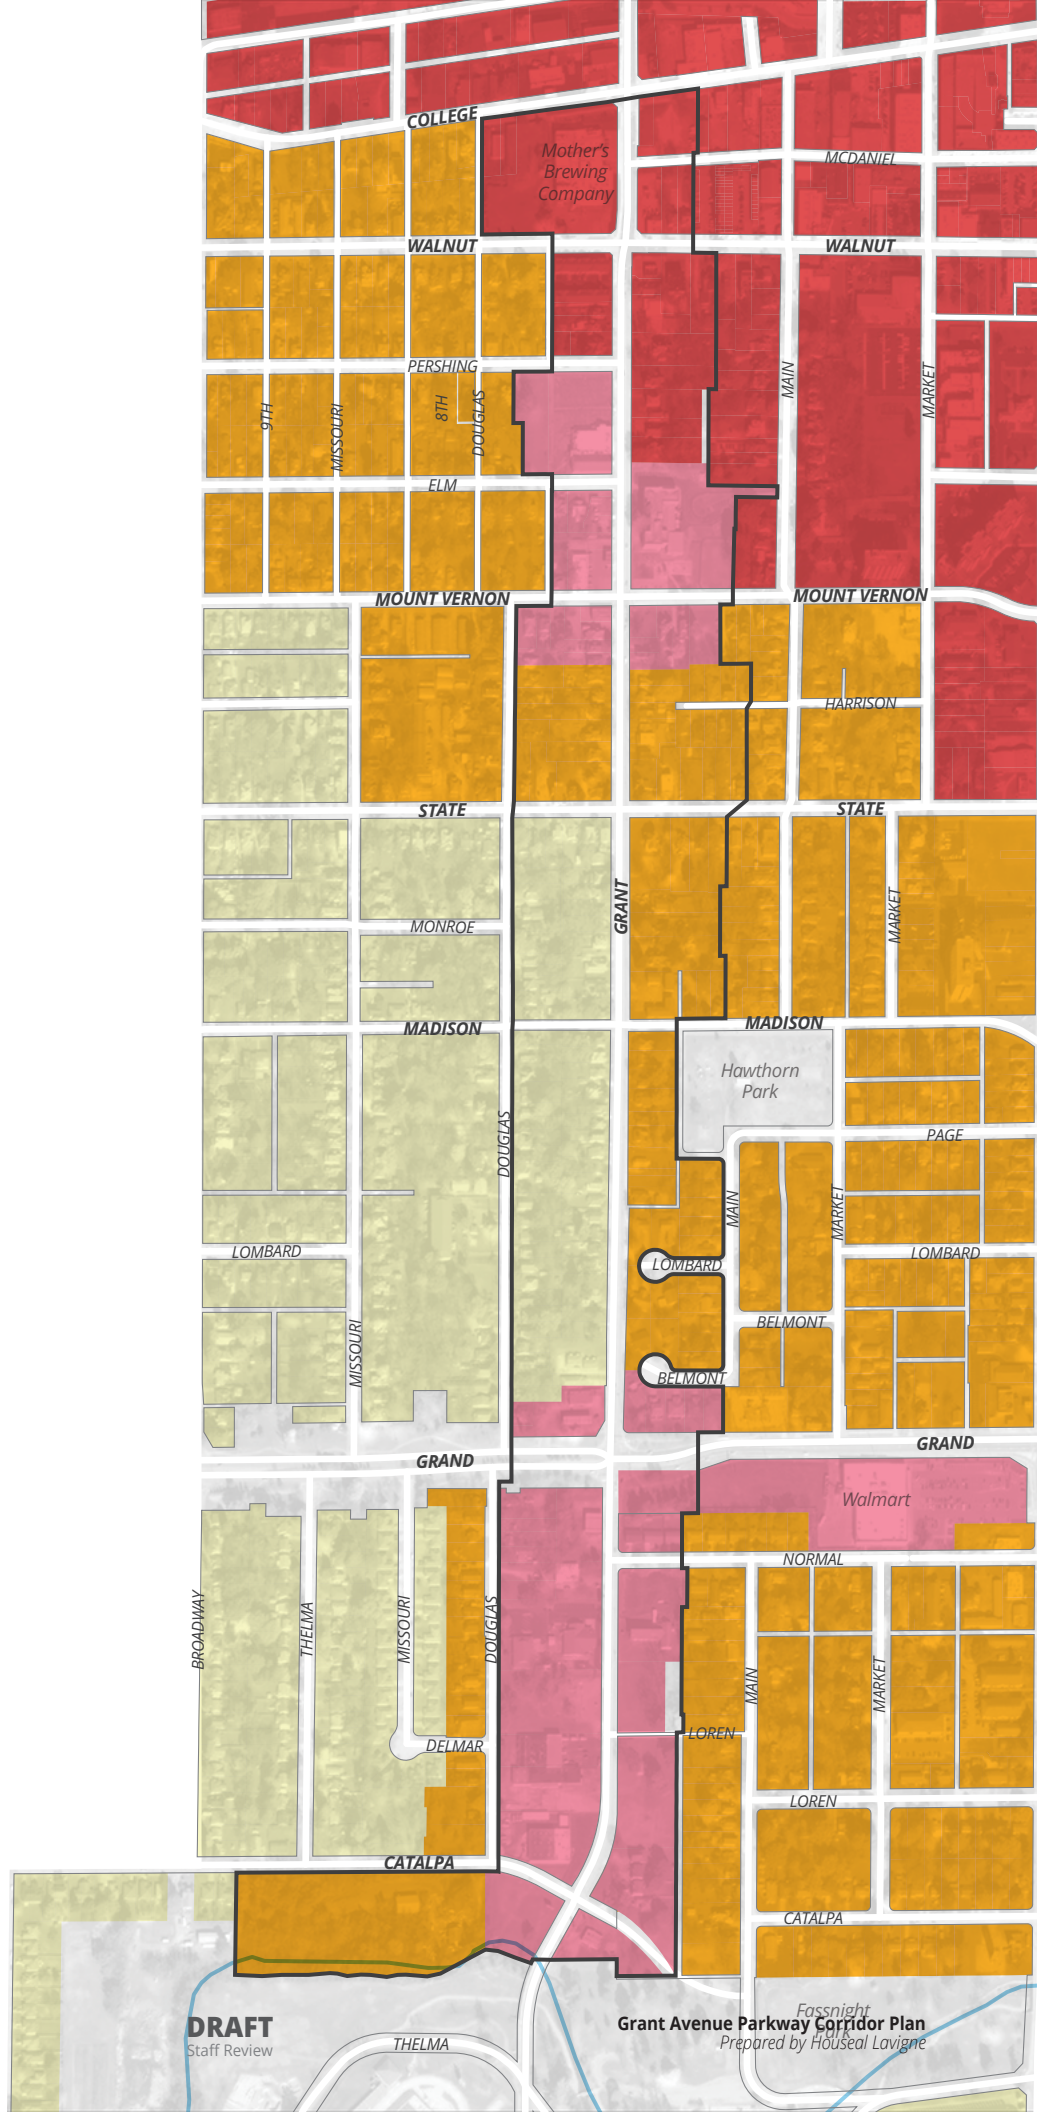 COLLEGE
Mother's
Brewing
Company
MCDANIEL
WALNUT
WALNUT
PERSHING
MAIN
MARKET
9TH
MISSOURI
8TH
DOUGLAS
ELM
MOUNT VERNON
MOUNT VERNON
HARRISON
STATE
STATE
GRANT
MARKET
MONROE
MADISON
MADISON
Hawthorn
Park
DOUGLAS
PAGE
MAIN
MARKET
LOMBARD
LOMBARD
LOMBARD
BELMONT
MISSOURI
BELMONT
GRAND
GRAND
Walmart
NORMAL
BROADWAY
THELMA
MISSOURI
DOUGLAS
MAIN
MARKET
DELMAR
LOREN
LOREN
CATALPA
CATALPA
Fassnight
Park
DRAFT
Staff Review
Grant Avenue Parkway Corridor Plan
Prepared by Houseal Lavigne
THELMA